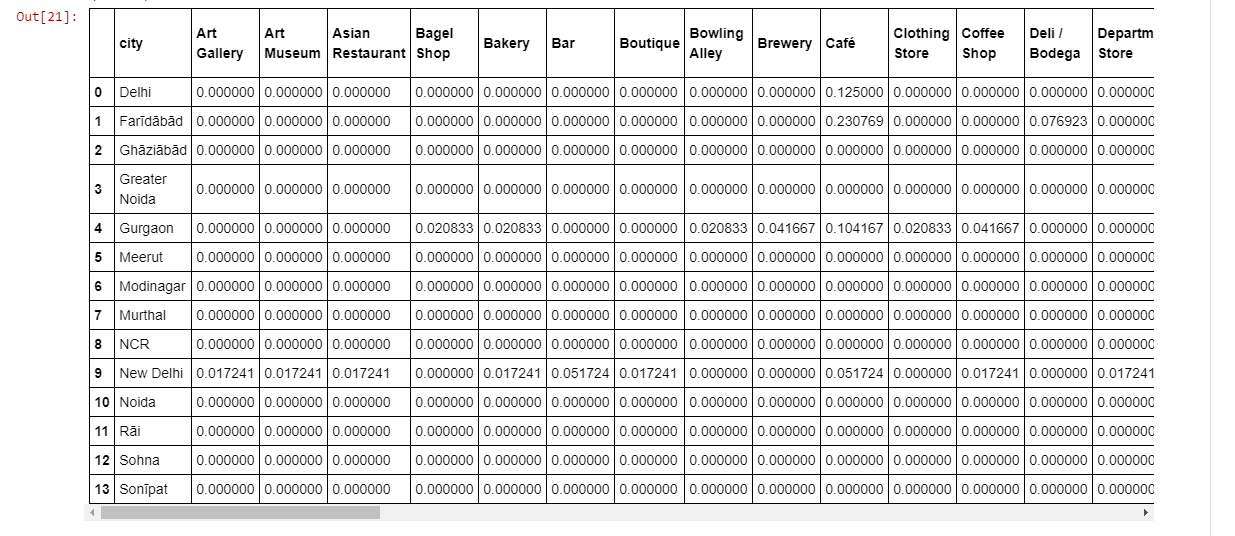 Out[21]:
city Art Gallery Art Museum Asian Restaurant Bagel Shop Bakery Bar Boutique Bowling Alley Brewery Café Clothing Store Coffee Shop Deli / Bodega Departm Store
0 Delhi 0.000000 0.000000 0.000000 0.000000 0.000000 0.000000 0.000000 0.000000 0.000000 0.125000 0.000000 0.000000 0.000000 0.000000
1 Farīdābād 0.000000 0.000000 0.000000 0.000000 0.000000 0.000000 0.000000 0.000000 0.000000 0.230769 0.000000 0.000000 0.076923 0.000000
2 Ghāziābād 0.000000 0.000000 0.000000 0.000000 0.000000 0.000000 0.000000 0.000000 0.000000 0.000000 0.000000 0.000000 0.000000 0.000000
3 Greater Noida 0.000000 0.000000 0.000000 0.000000 0.000000 0.000000 0.000000 0.000000 0.000000 0.000000 0.000000 0.000000 0.000000 0.000000
4 Gurgaon 0.000000 0.000000 0.000000 0.020833 0.020833 0.000000 0.000000 0.020833 0.041667 0.104167 0.020833 0.041667 0.000000 0.000000
5 Meerut 0.000000 0.000000 0.000000 0.000000 0.000000 0.000000 0.000000 0.000000 0.000000 0.000000 0.000000 0.000000 0.000000 0.000000
6 Modinagar 0.000000 0.000000 0.000000 0.000000 0.000000 0.000000 0.000000 0.000000 0.000000 0.000000 0.000000 0.000000 0.000000 0.000000
7 Murthal 0.000000 0.000000 0.000000 0.000000 0.000000 0.000000 0.000000 0.000000 0.000000 0.000000 0.000000 0.000000 0.000000 0.000000
8 NCR 0.000000 0.000000 0.000000 0.000000 0.000000 0.000000 0.000000 0.000000 0.000000 0.000000 0.000000 0.000000 0.000000 0.000000
9 New Delhi 0.017241 0.017241 0.017241 0.000000 0.017241 0.051724 0.017241 0.000000 0.000000 0.051724 0.000000 0.017241 0.000000 0.017241
10 Noida 0.000000 0.000000 0.000000 0.000000 0.000000 0.000000 0.000000 0.000000 0.000000 0.000000 0.000000 0.000000 0.000000 0.000000
11 Rāi 0.000000 0.000000 0.000000 0.000000 0.000000 0.000000 0.000000 0.000000 0.000000 0.000000 0.000000 0.000000 0.000000 0.000000
12 Sohna 0.000000 0.000000 0.000000 0.000000 0.000000 0.000000 0.000000 0.000000 0.000000 0.000000 0.000000 0.000000 0.000000 0.000000
13 Sonīpat 0.000000 0.000000 0.000000 0.000000 0.000000 0.000000 0.000000 0.000000 0.000000 0.000000 0.000000 0.000000 0.000000 0.000000